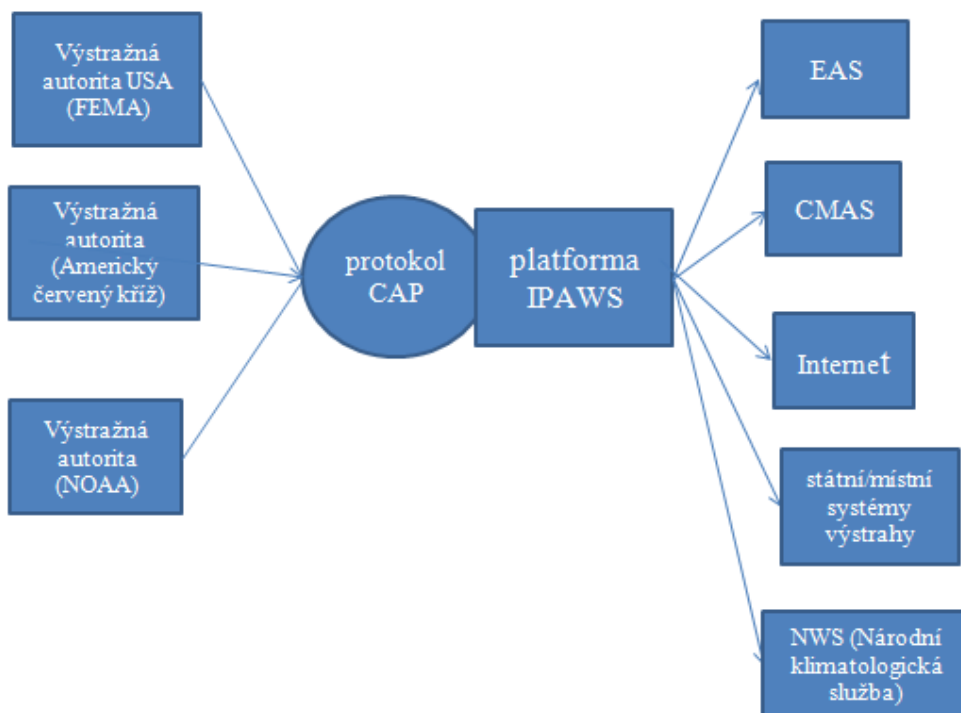 Výstražná
autorita USA
(FEMA)
Výstražná
autorita
(Americký
červený kříž)
Výstražná
autorita
(NOAA)
protokol
CAP
platforma
IPAWS
EAS
CMAS
Internet
státní/místní
systémy
výstrahy
NWS (Národní
klimatologická
služba)